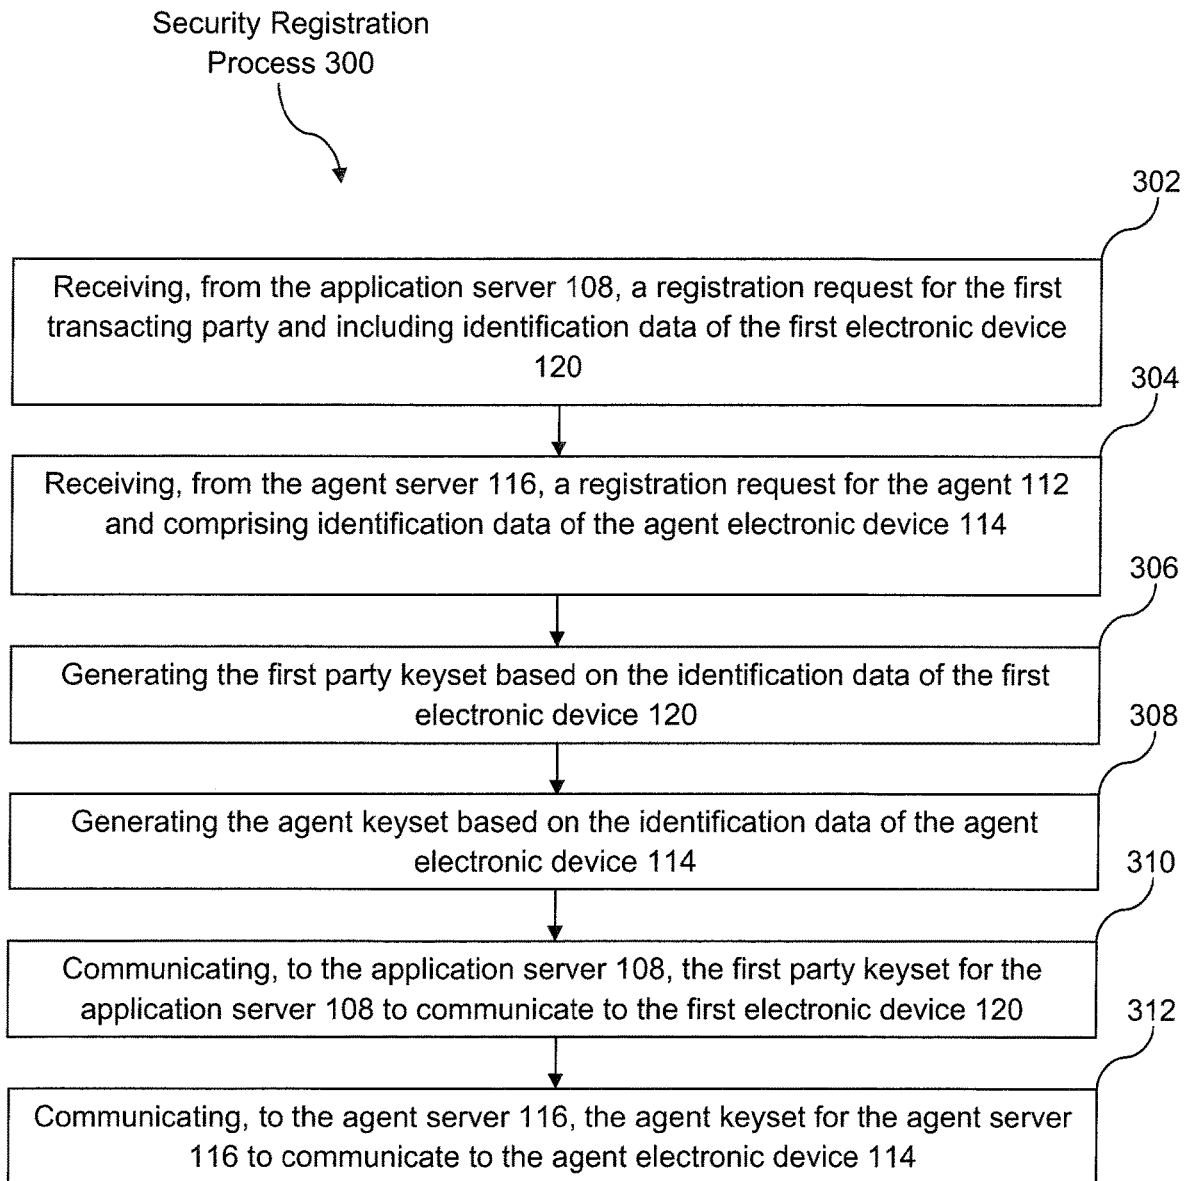 Security Registration
Process 300
302
Receiving, from the application server 108, a registration request for the first
transacting party and including identification data of the first electronic device
120
304
Receiving, from the agent server 116, a registration request for the agent 112
and comprising identification data of the agent electronic device 114
306
Generating the first party keyset based on the identification data of the first
electronic device 120
308
Generating the agent keyset based on the identification data of the agent
electronic device 114
310
Communicating, to the application server 108, the first party keyset for the
application server 108 to communicate to the first electronic device 120
312
Communicating, to the agent server 116, the agent keyset for the agent server
116 to communicate to the agent electronic device 114